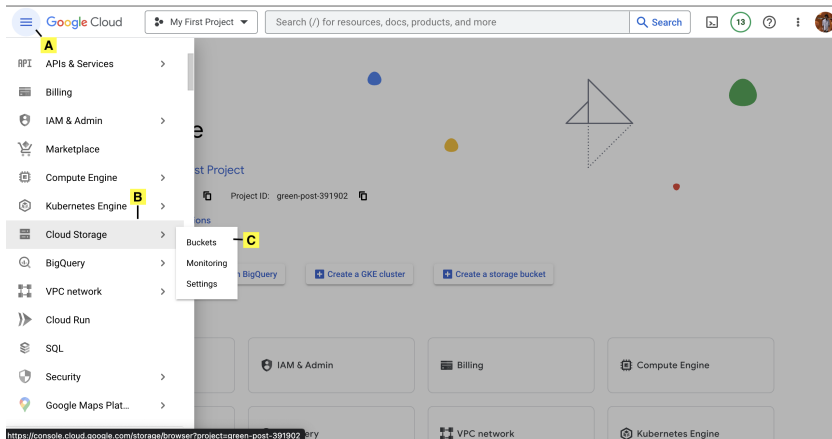 Google Cloud
My First Project
Search (/) for resources, docs, products, and more
Search
13
A
API APIs & Services
Billing
IAM & Admin
Marketplace
Compute Engine
Kubernetes Engine
B
Cloud Storage
BigQuery
VPC network
Cloud Run
SQL
Security
Google Maps Plat...
Buckets
C
Monitoring
Settings
e
st Project
Project ID: green-post-391902
ons
n BigQuery
Create a GKE cluster
Create a storage bucket
IAM & Admin
Billing
Compute Engine
ery
VPC network
Kubernetes Engine
https://console.cloud.google.com/storage/browser?project=green-post-391902